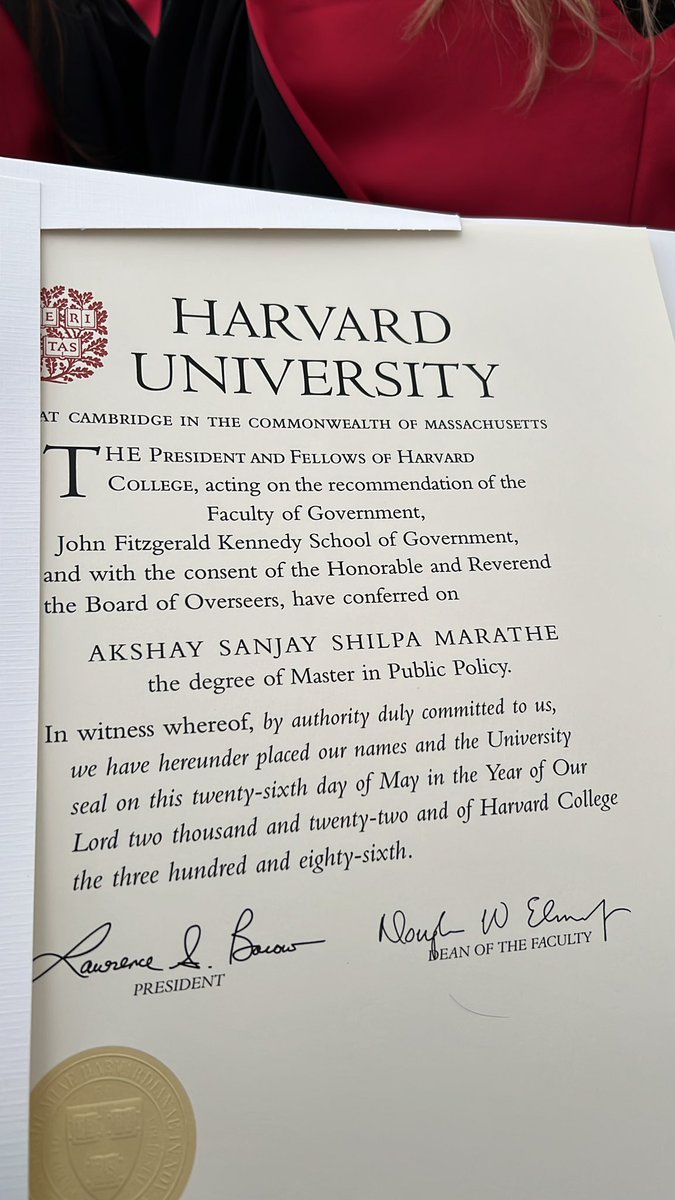 ERI
TAS
HARVARD
UNIVERSITY
AT CAMBRIDGE IN THE COMMONWEALTH OF MASSACHUSETTS
THE PRESIDENT AND FELLOWS OF HARVARD
COLLEGE, acting on the recommendation of the
Faculty of Government,
John Fitzgerald Kennedy School of Government,
and with the consent of the Honorable and Reverend
the Board of Overseers, have conferred on
AKSHAY SANJAY SHILPA MARATHE
the degree of Master in Public Policy.
In witness whereof, by authority duly committed to us,
we have hereunder placed our names and the University
seal on this twenty-sixth day of May in the Year of Our
Lord two thousand and twenty-two and of Harvard College
the three hundred and eighty-sixth.
Lawrence S. Bacow
PRESIDENT
DEAN OF THE FACULTY